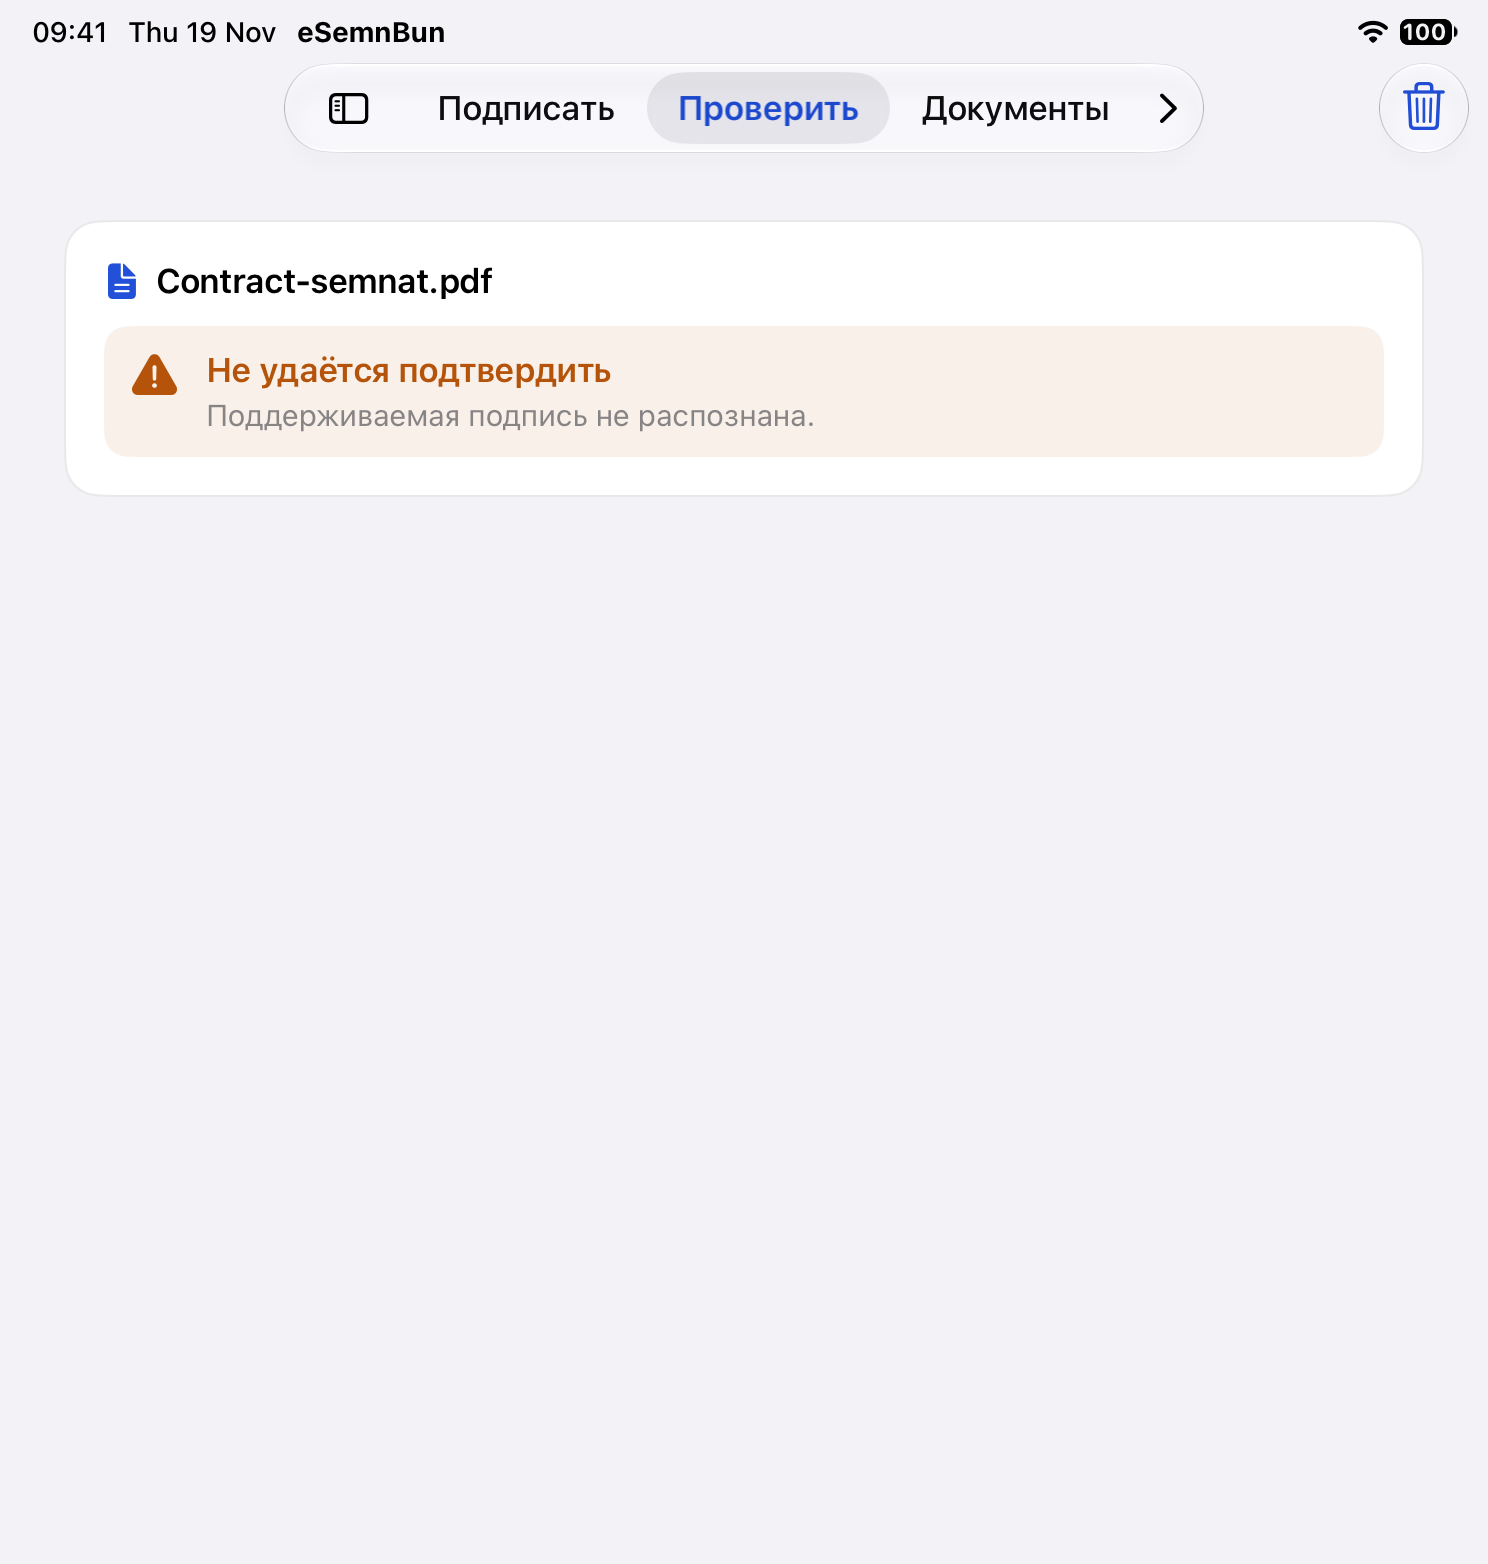 09:41 Thu 19 Nov eSemnBun
100
Подписать Проверить Документы
Contract-semnat.pdf
Не удаётся подтвердить
Поддерживаемая подпись не распознана.